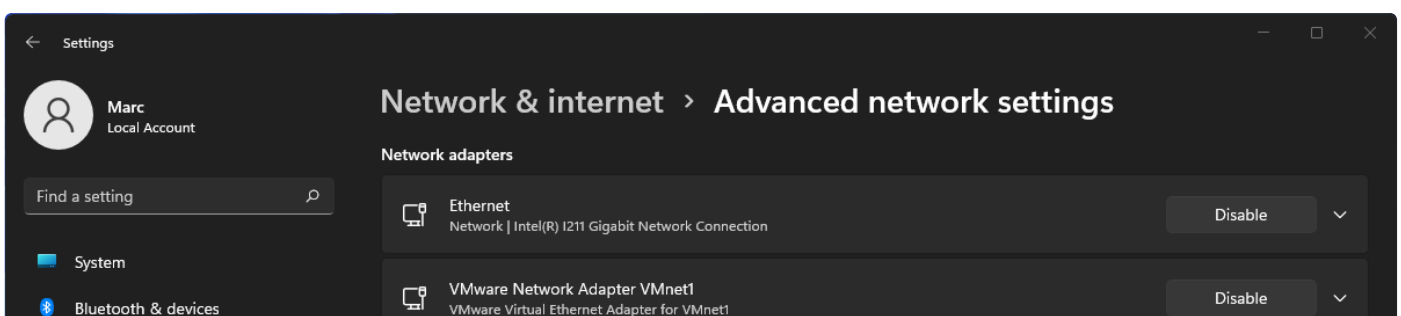 Settings
Marc
Local Account
Find a setting
System
Bluetooth & devices
Network & internet > Advanced network settings
Network adapters
Ethernet
Network | Intel(R) I211 Gigabit Network Connection
Disable
VMware Network Adapter VMnet1
VMware Virtual Ethernet Adapter for VMnet1
Disable